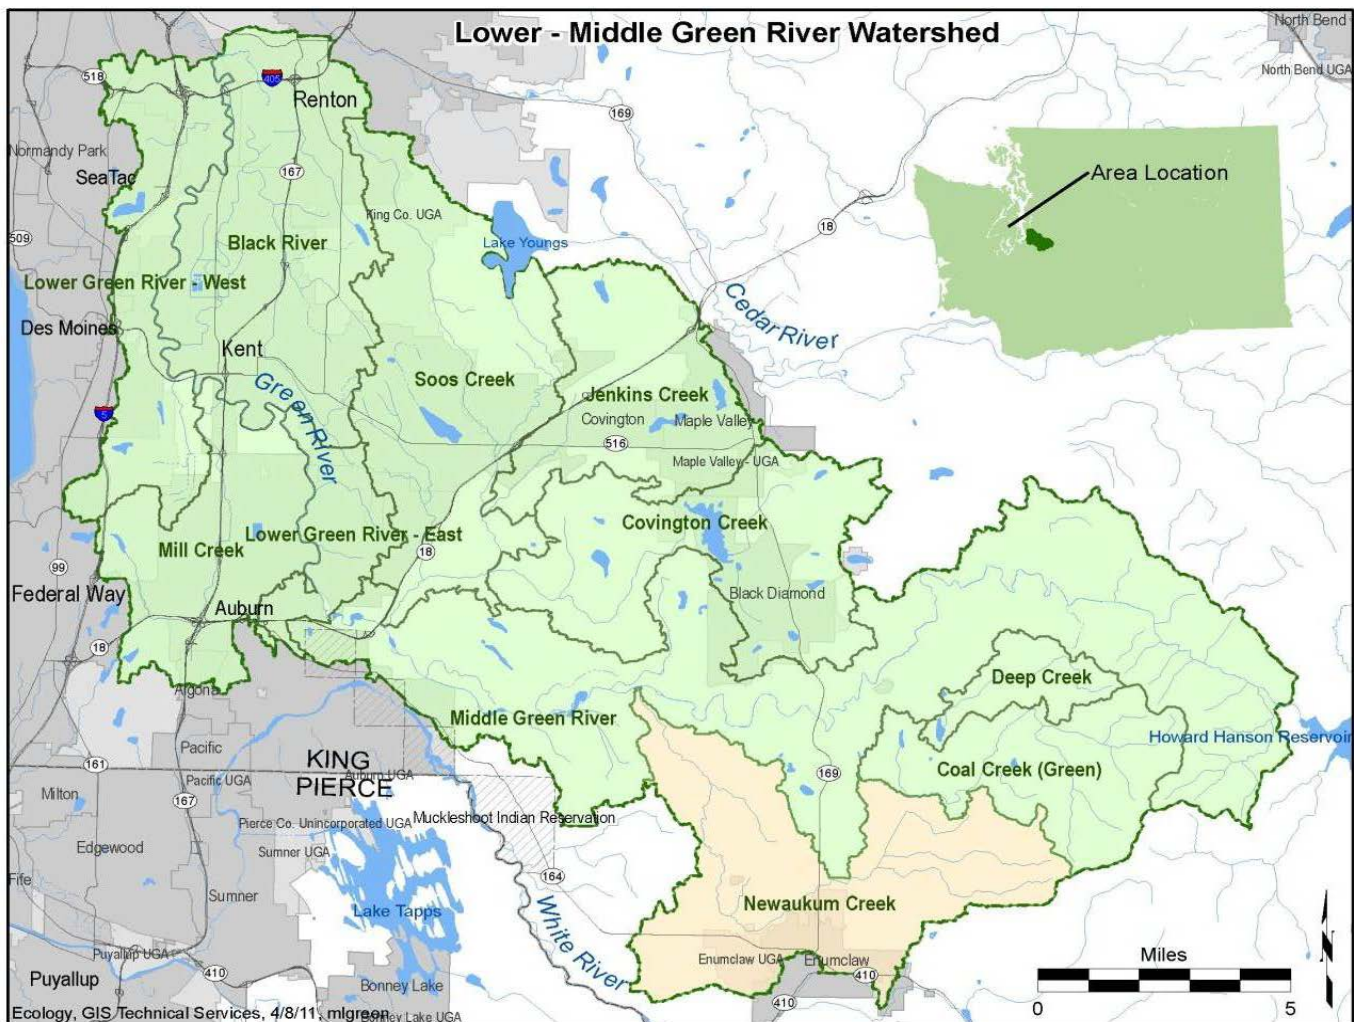 Lower - Middle Green River Watershed
North Bend
North Bend UGA
518
405
Renton
169
Normandy Park
SeaTac
167
Area Location
King Co. UGA
18
509
Black River
Lake Youngs
Lower Green River - West
Cedar River
Des Moines
Kent
Green River
Soos Creek
Jenkins Creek
5
Covington
Maple Valley
516
Maple Valley - UGA
Covington Creek
Lower Green River - East
Mill Creek
18
99
Federal Way
Auburn
Black Diamond
18
Deep Creek
Algona
Middle Green River
Howard Hanson Reservoir
Pacific
KING
PIERCE
161
Pacific UGA
Auburn UGA
169
Coal Creek (Green)
Milton
167
Pierce Co. Unincorporated UGA
Muckleshoot Indian Reservation
Edgewood
Sumner UGA
Fife
164
Sumner
Lake Tapps
White River
Newaukum Creek
N
Puyallup UGA
Enumclaw UGA
Enumclaw
Miles
Puyallup
410
Bonney Lake
410
410
0
5
Ecology, GIS Technical Services, 4/8/11, mlgreen
Bonney Lake UGA